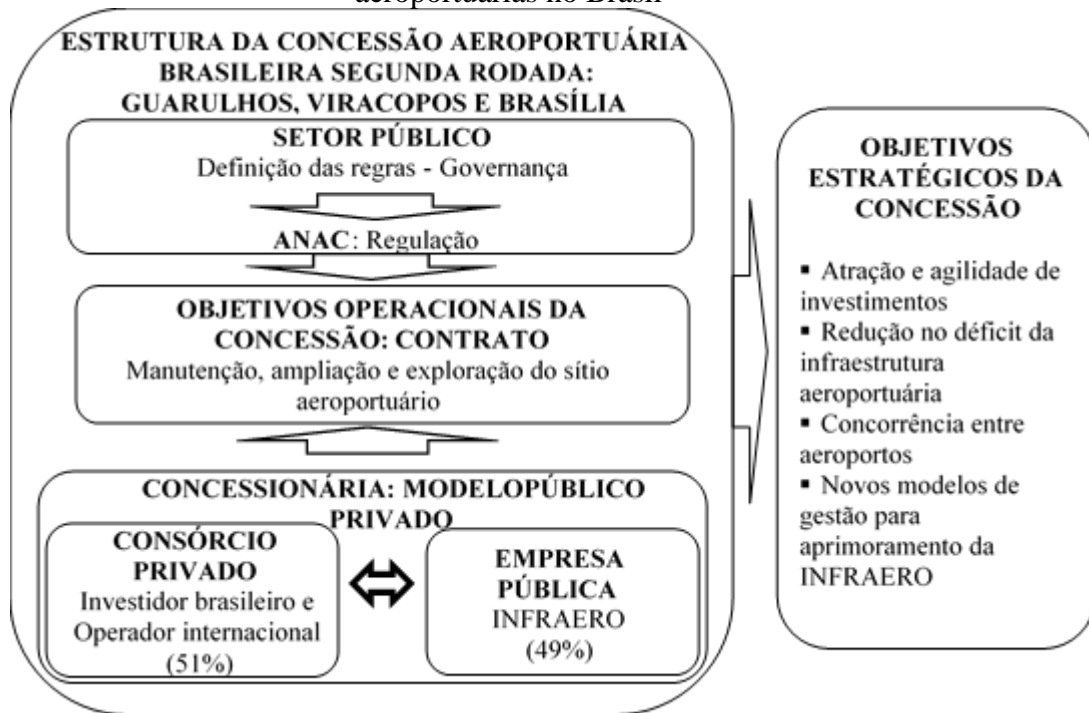 aeroportuárias no Brasil
ESTRUTURA DA CONCESSÃO AEROPORTUÁRIA
BRASILEIRA SEGUNDA RODADA:
GUARULHOS, VIRACOPOS E BRASÍLIA
SETOR PÚBLICO
Definição das regras - Governança
ANAC: Regulação
OBJETIVOS OPERACIONAIS DA
CONCESSÃO: CONTRATO
Manutenção, ampliação e exploração do sítio
aeroportuário
CONCESSIONÁRIA: MODELOPÚBLICO
PRIVADO
CONSÓRCIO
PRIVADO
Investidor brasileiro e
Operador internacional
(51%)
EMPRESA
PÚBLICA
INFRAERO
(49%)
OBJETIVOS
ESTRATÉGICOS DA
CONCESSÃO
▪ Atração e agilidade de
investimentos
▪ Redução no déficit da
infraestrutura
aeroportuária
▪ Concorrência entre
aeroportos
▪ Novos modelos de
gestão para
aprimoramento da
INFRAERO